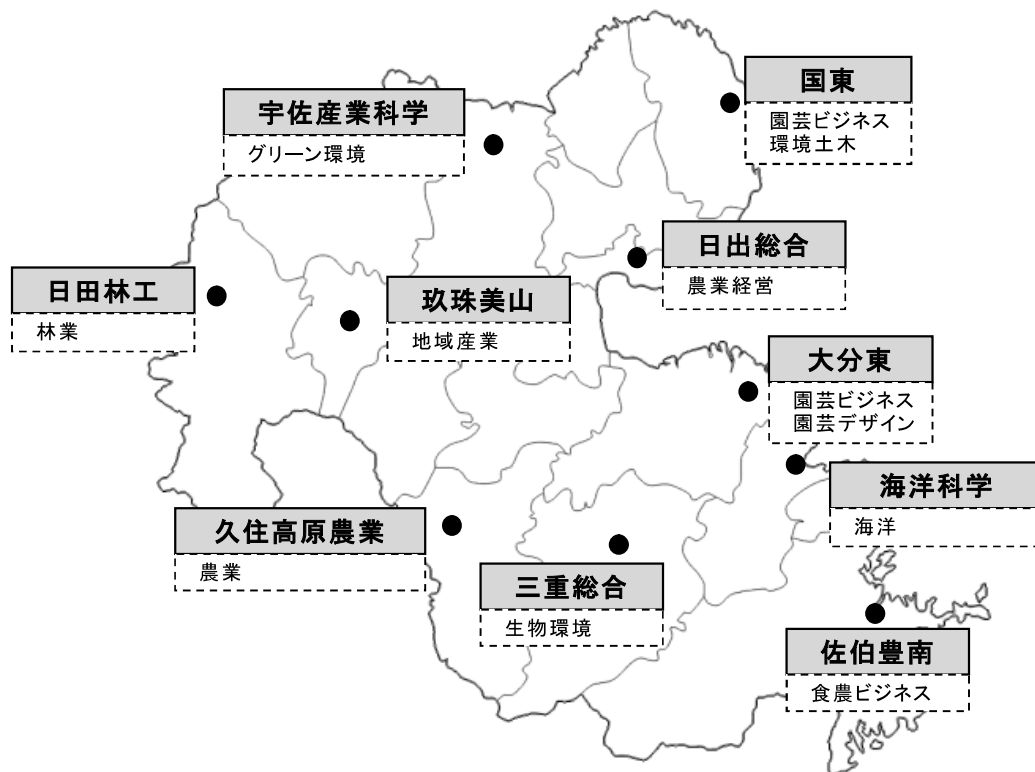 国東
園芸ビジネス
環境土木
宇佐産業科学
グリーン環境
日出総合
農業経営
日田林工
林業
玖珠美山
地域産業
大分東
園芸ビジネス
園芸デザイン
海洋科学
海洋
久住高原農業
農業
三重総合
生物環境
佐伯豊南
食農ビジネス